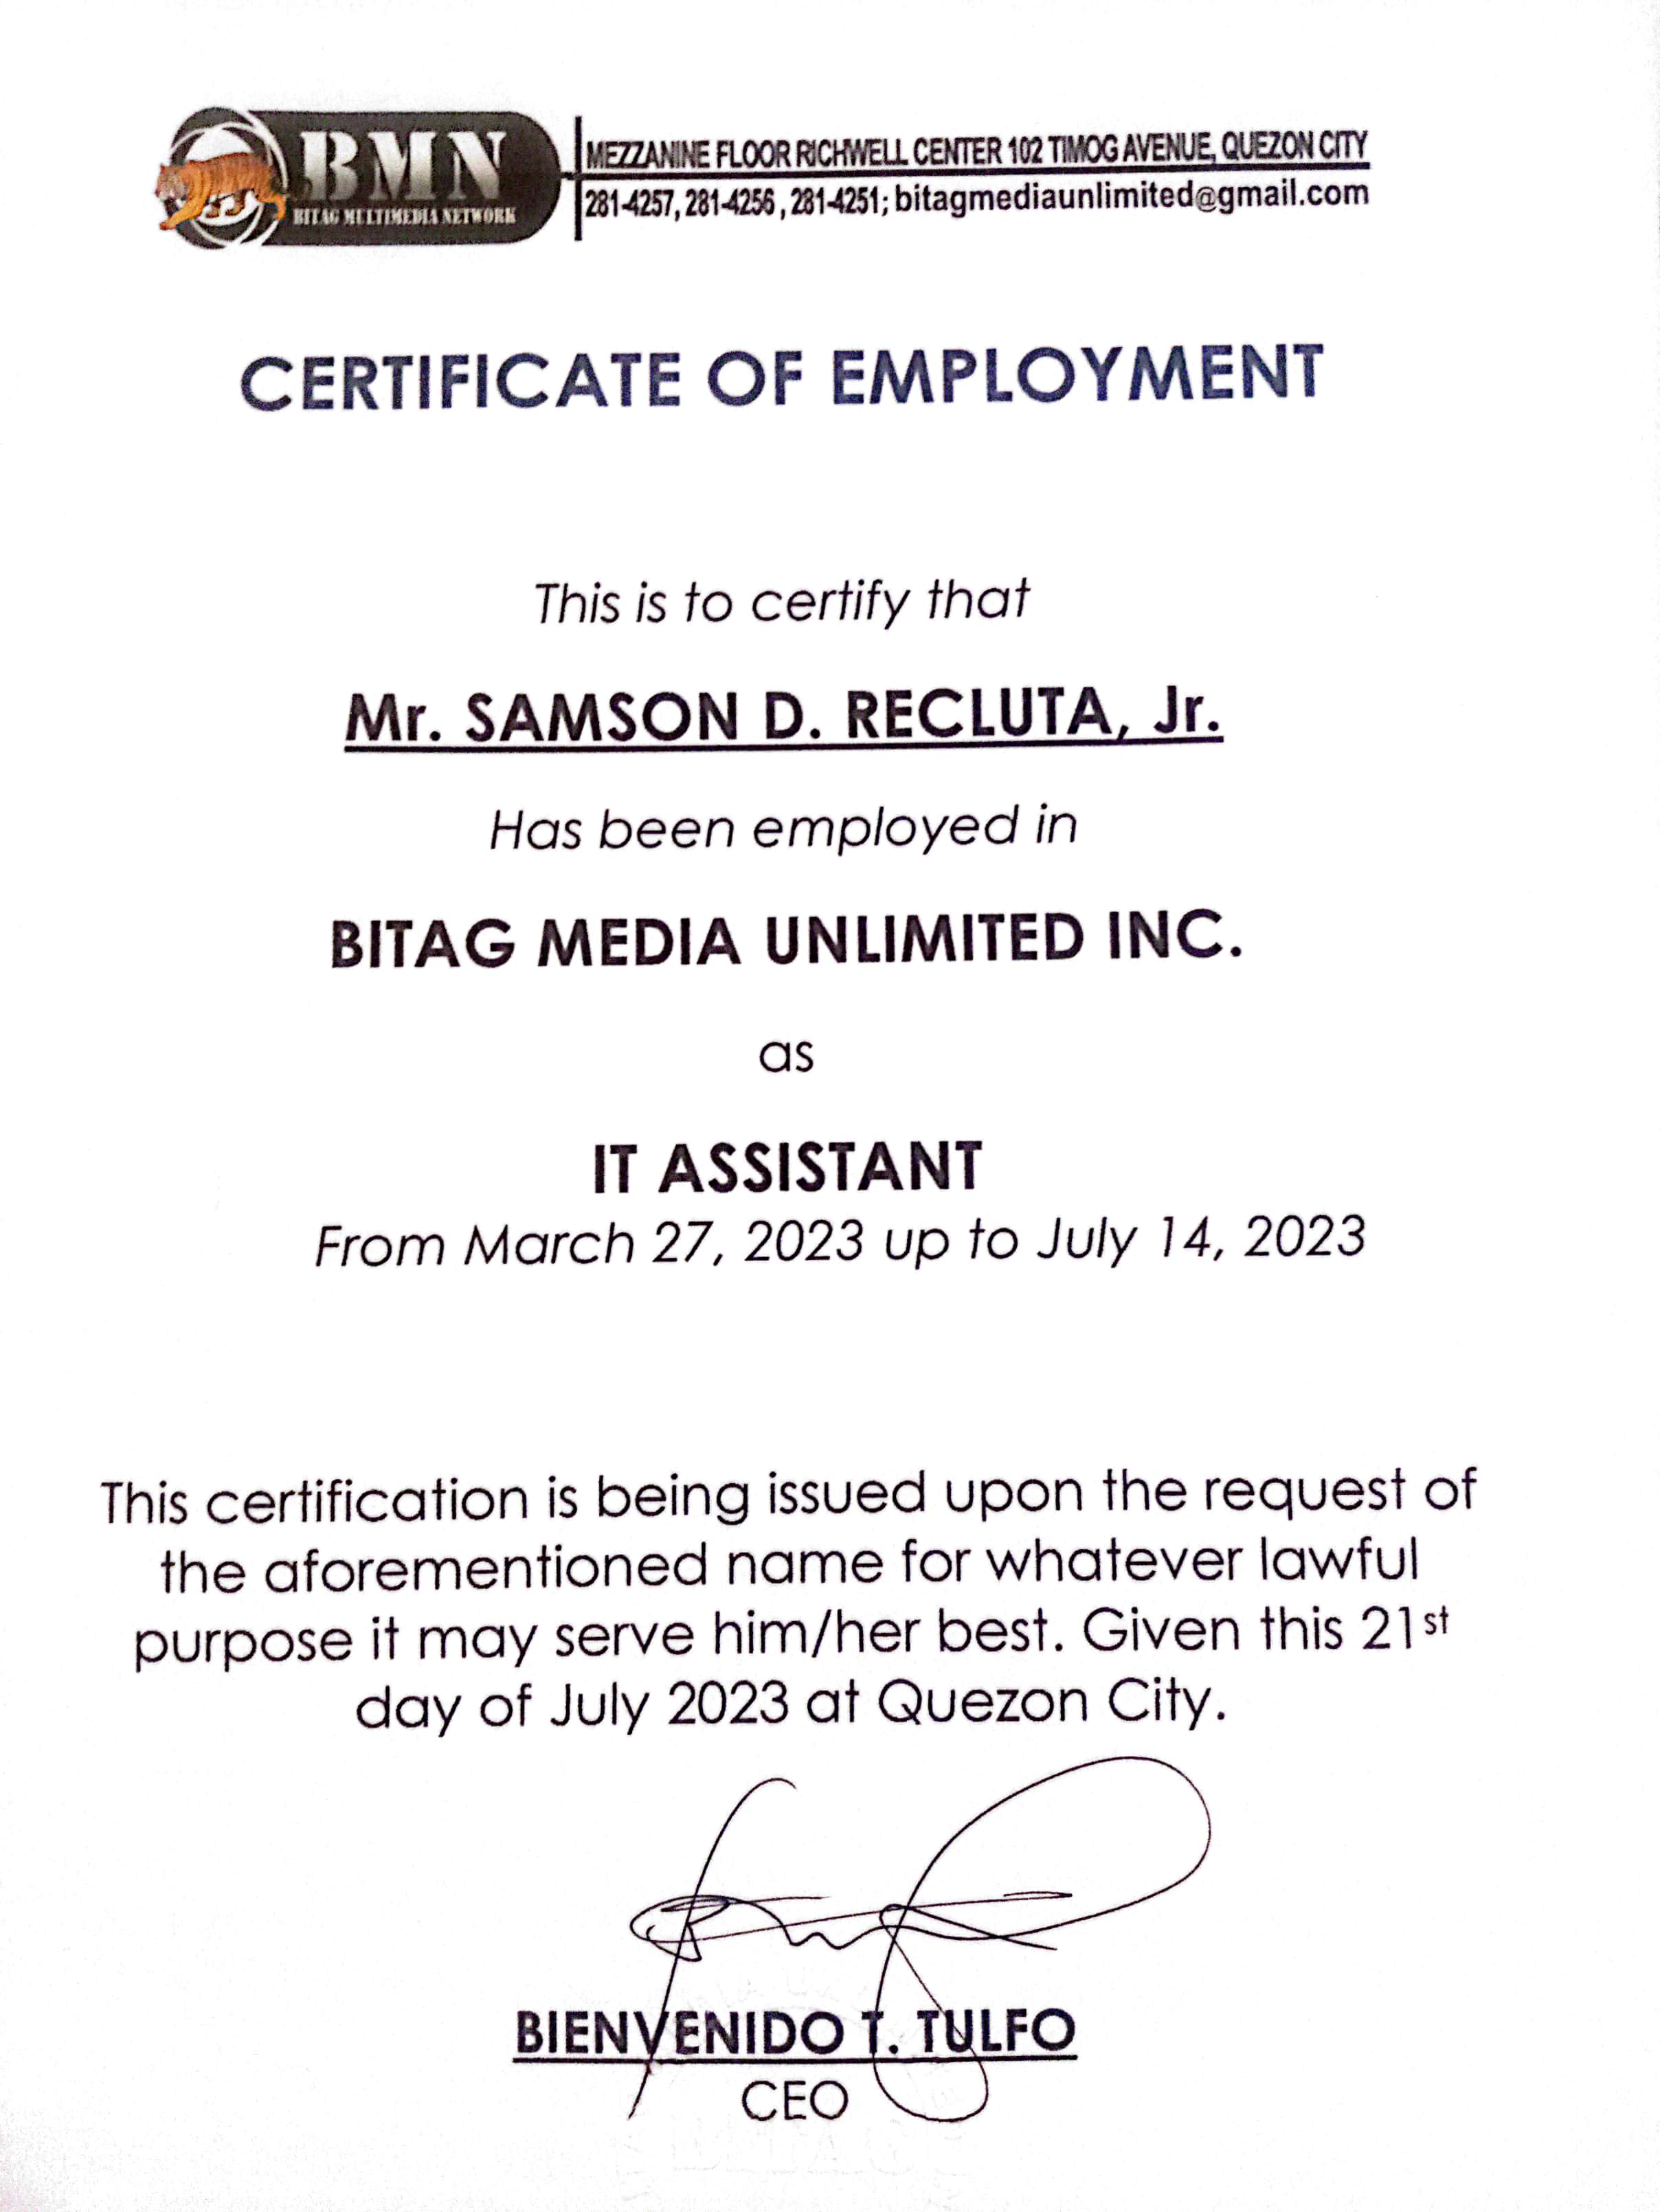 BMN
BITAG MULTIMEDIA NETWORK
MEZZANINE FLOOR RICHWELL CENTER 102 TIMOG AVENUE, QUEZON CITY
281-4257, 281-4256 , 281-4251; bitagmediaunlimited@gmail.com
CERTIFICATE OF EMPLOYMENT
This is to certify that
Mr. SAMSON D. RECLUTA, Jr.
Has been employed in
BITAG MEDIA UNLIMITED INC.
as
IT ASSISTANT
From March 27, 2023 up to July 14, 2023
This certification is being issued upon the request of
the aforementioned name for whatever lawful
purpose it may serve him/her best. Given this 21st
day of July 2023 at Quezon City.
BIENVENIDO T. TULFO
CEO